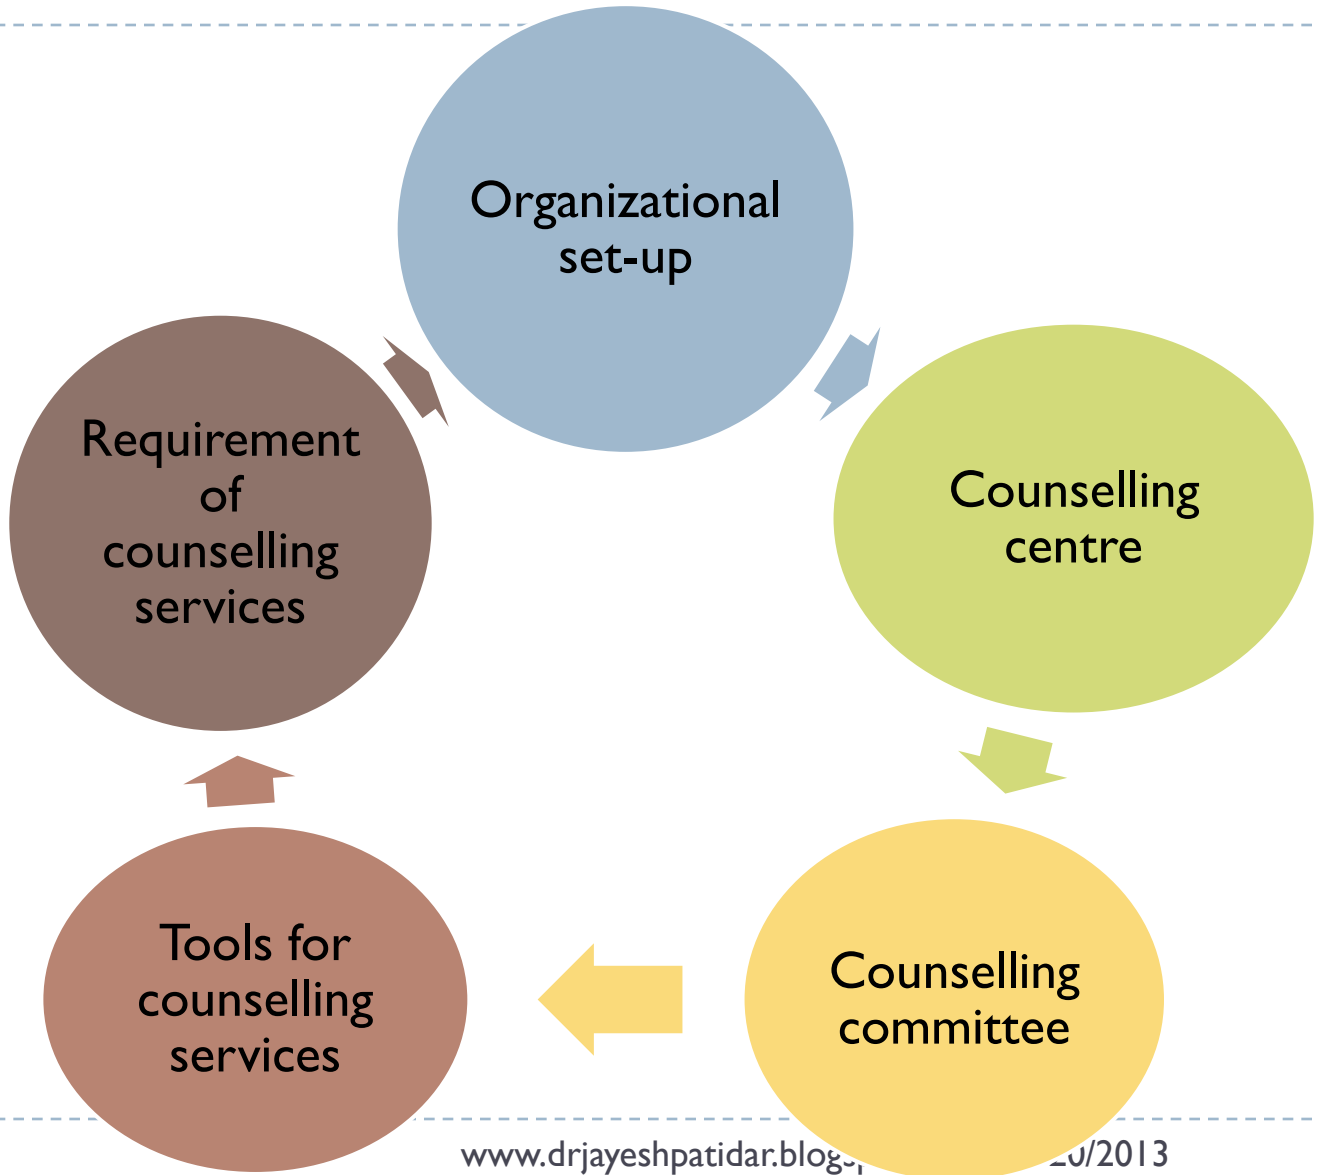 Organizational
set-up
Counselling
centre
Counselling
committee
Tools for
counselling
services
Requirement
of
counselling
services
www.drjayeshpatidar.blogs 20/2013